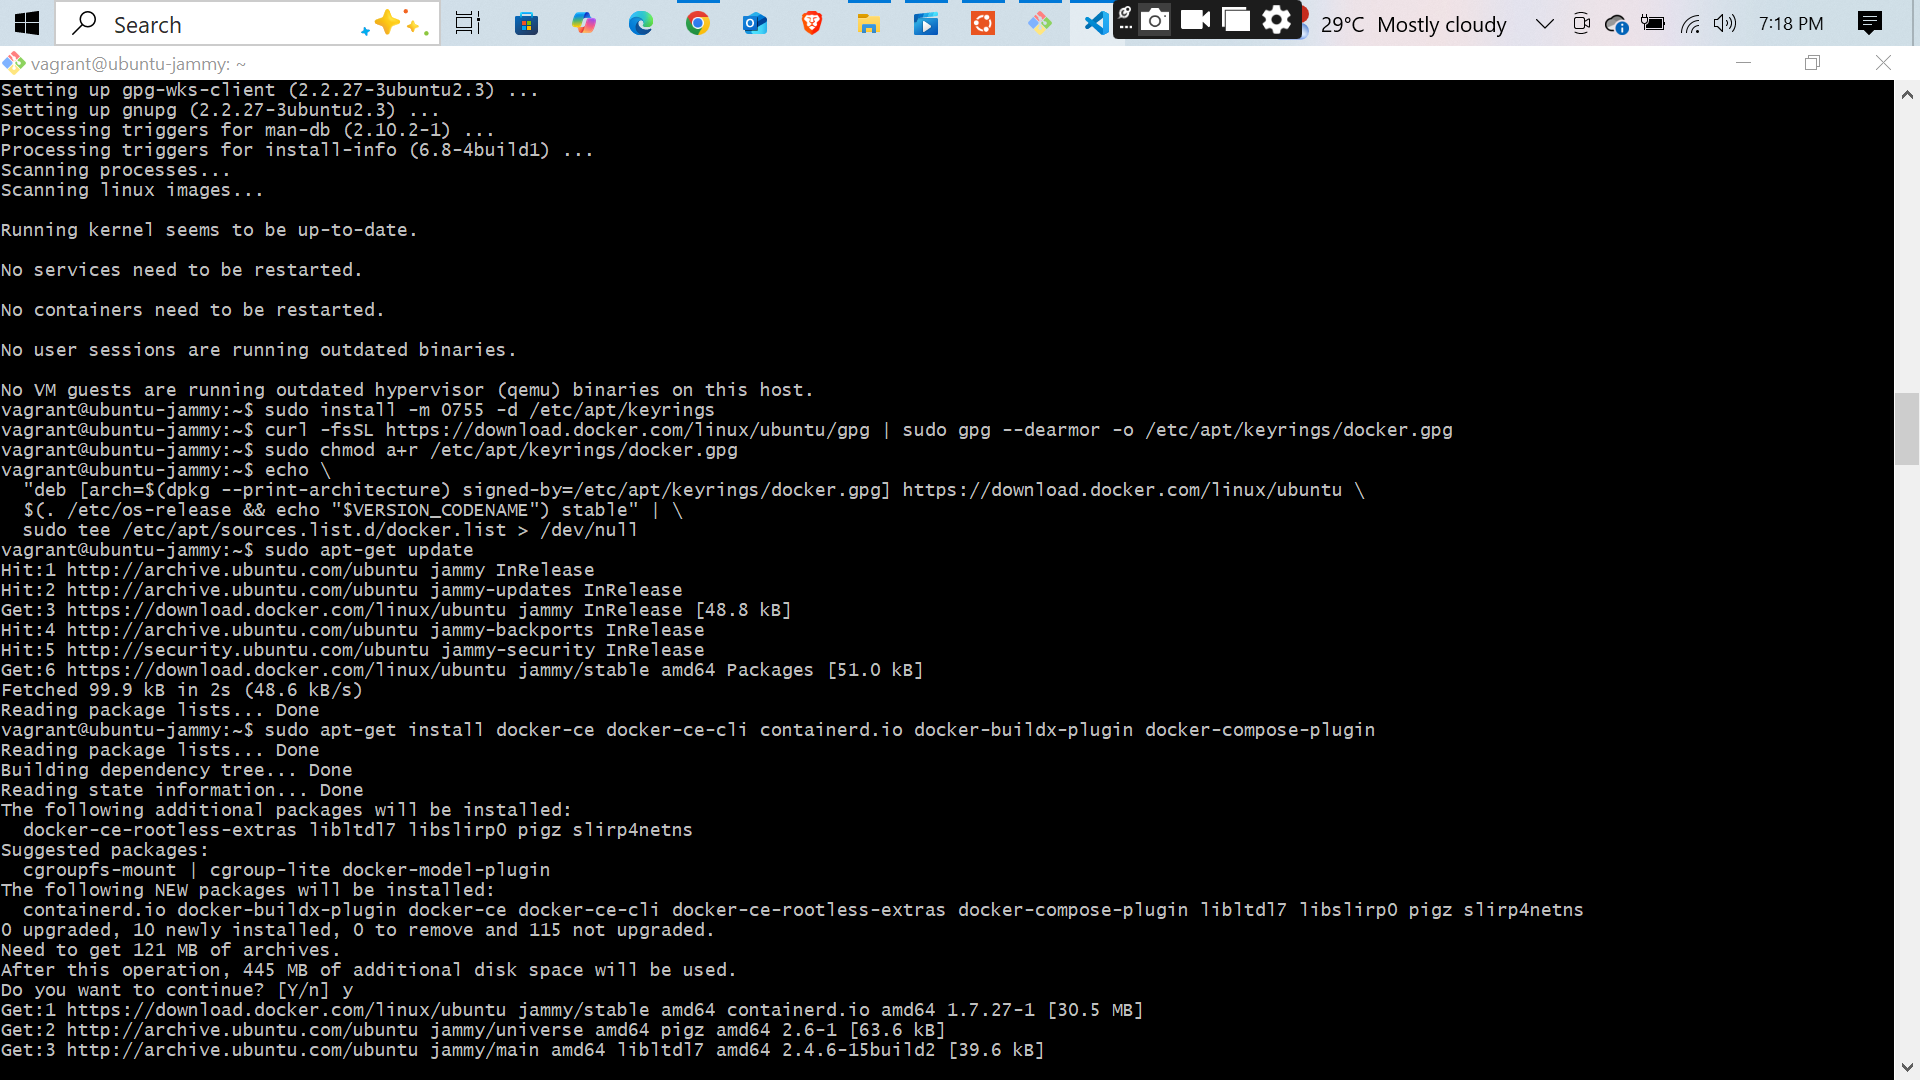 Search
29°C Mostly cloudy
7:18 PM
vagrant@ubuntu-jammy: ~
Setting up gpg-wks-client (2.2.27-3ubuntu2.3) ...
Setting up gnupg (2.2.27-3ubuntu2.3) ...
Processing triggers for man-db (2.10.2-1) ...
Processing triggers for install-info (6.8-4build1) ...
Scanning processes...
Scanning linux images...
Running kernel seems to be up-to-date.
No services need to be restarted.
No containers need to be restarted.
No user sessions are running outdated binaries.
No VM guests are running outdated hypervisor (qemu) binaries on this host.
vagrant@ubuntu-jammy:~$ sudo install -m 0755 -d /etc/apt/keyrings
vagrant@ubuntu-jammy:~$ curl -fsSL https://download.docker.com/linux/ubuntu/gpg | sudo gpg --dearmor -o /etc/apt/keyrings/docker.gpg
vagrant@ubuntu-jammy:~$ sudo chmod a+r /etc/apt/keyrings/docker.gpg
vagrant@ubuntu-jammy:~$ echo \
  "deb [arch=$(dpkg --print-architecture) signed-by=/etc/apt/keyrings/docker.gpg] https://download.docker.com/linux/ubuntu \
  $(. /etc/os-release && echo "$VERSION_CODENAME") stable" | \
  sudo tee /etc/apt/sources.list.d/docker.list > /dev/null
vagrant@ubuntu-jammy:~$ sudo apt-get update
Hit:1 http://archive.ubuntu.com/ubuntu jammy InRelease
Hit:2 http://archive.ubuntu.com/ubuntu jammy-updates InRelease
Get:3 https://download.docker.com/linux/ubuntu jammy InRelease [48.8 kB]
Hit:4 http://archive.ubuntu.com/ubuntu jammy-backports InRelease
Hit:5 http://security.ubuntu.com/ubuntu jammy-security InRelease
Get:6 https://download.docker.com/linux/ubuntu jammy/stable amd64 Packages [51.0 kB]
Fetched 99.9 kB in 2s (48.6 kB/s)
Reading package lists... Done
vagrant@ubuntu-jammy:~$ sudo apt-get install docker-ce docker-ce-cli containerd.io docker-buildx-plugin docker-compose-plugin
Reading package lists... Done
Building dependency tree... Done
Reading state information... Done
The following additional packages will be installed:
  docker-ce-rootless-extras libltdl7 libslirp0 pigz slirp4netns
Suggested packages:
  cgroupfs-mount | cgroup-lite docker-model-plugin
The following NEW packages will be installed:
  containerd.io docker-buildx-plugin docker-ce docker-ce-cli docker-ce-rootless-extras docker-compose-plugin libltdl7 libslirp0 pigz slirp4netns
0 upgraded, 10 newly installed, 0 to remove and 115 not upgraded.
Need to get 121 MB of archives.
After this operation, 445 MB of additional disk space will be used.
Do you want to continue? [Y/n] y
Get:1 https://download.docker.com/linux/ubuntu jammy/stable amd64 containerd.io amd64 1.7.27-1 [30.5 MB]
Get:2 http://archive.ubuntu.com/ubuntu jammy/universe amd64 pigz amd64 2.6-1 [63.6 kB]
Get:3 http://archive.ubuntu.com/ubuntu jammy/main amd64 libltdl7 amd64 2.4.6-15build2 [39.6 kB]